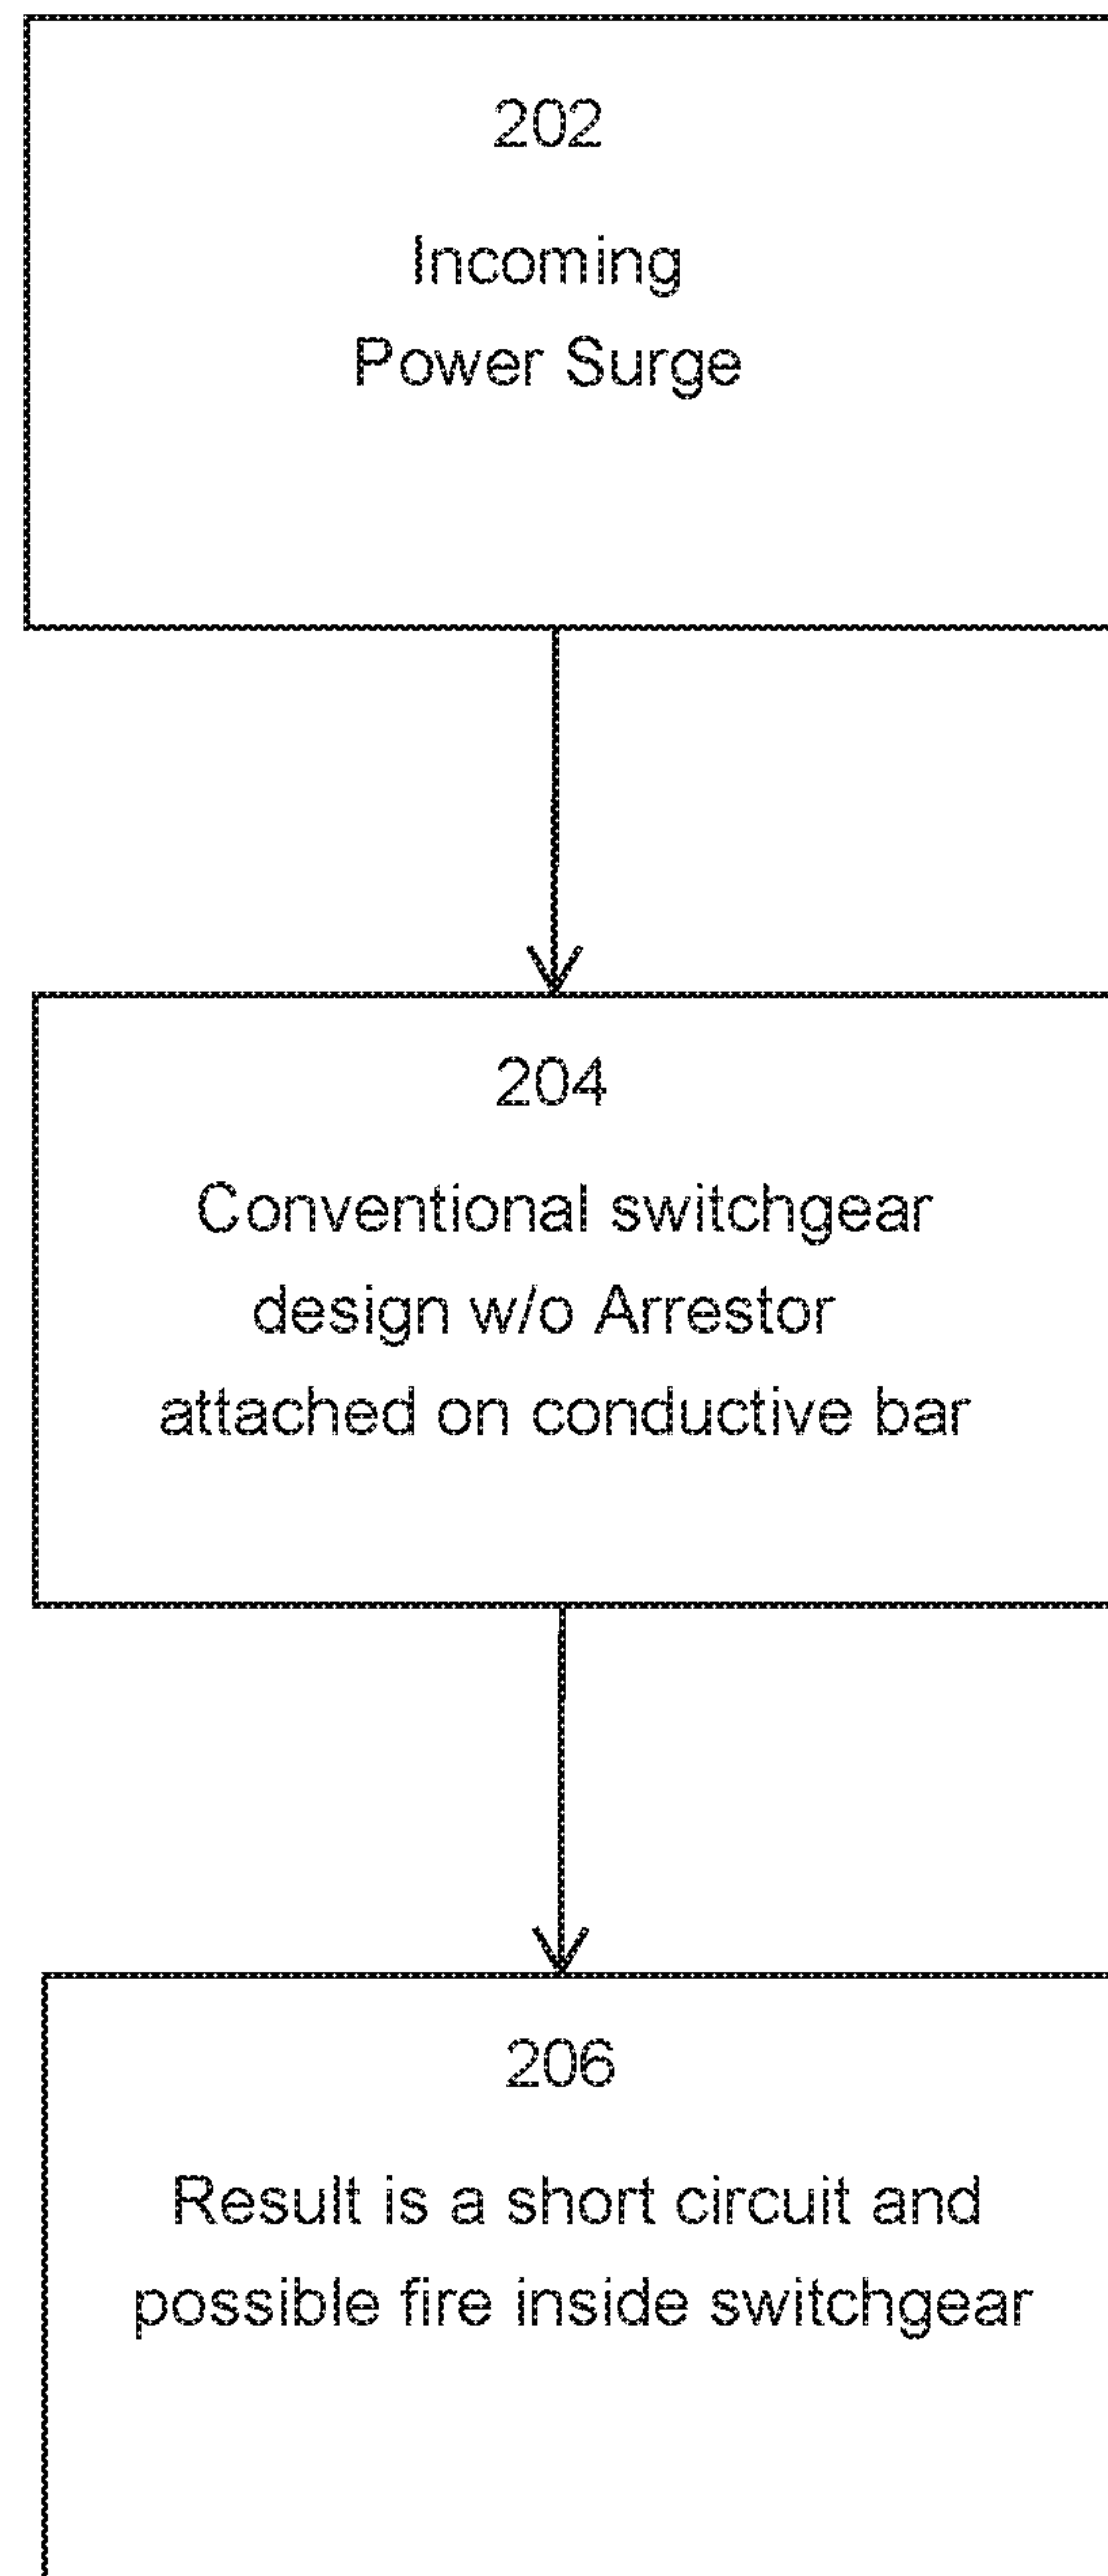 202
Incoming
Power Surge
204
Conventional switchgear
design w/o Arrestor
attached on conductive bar
206
Result is a short circuit and
possible fire inside switchgear